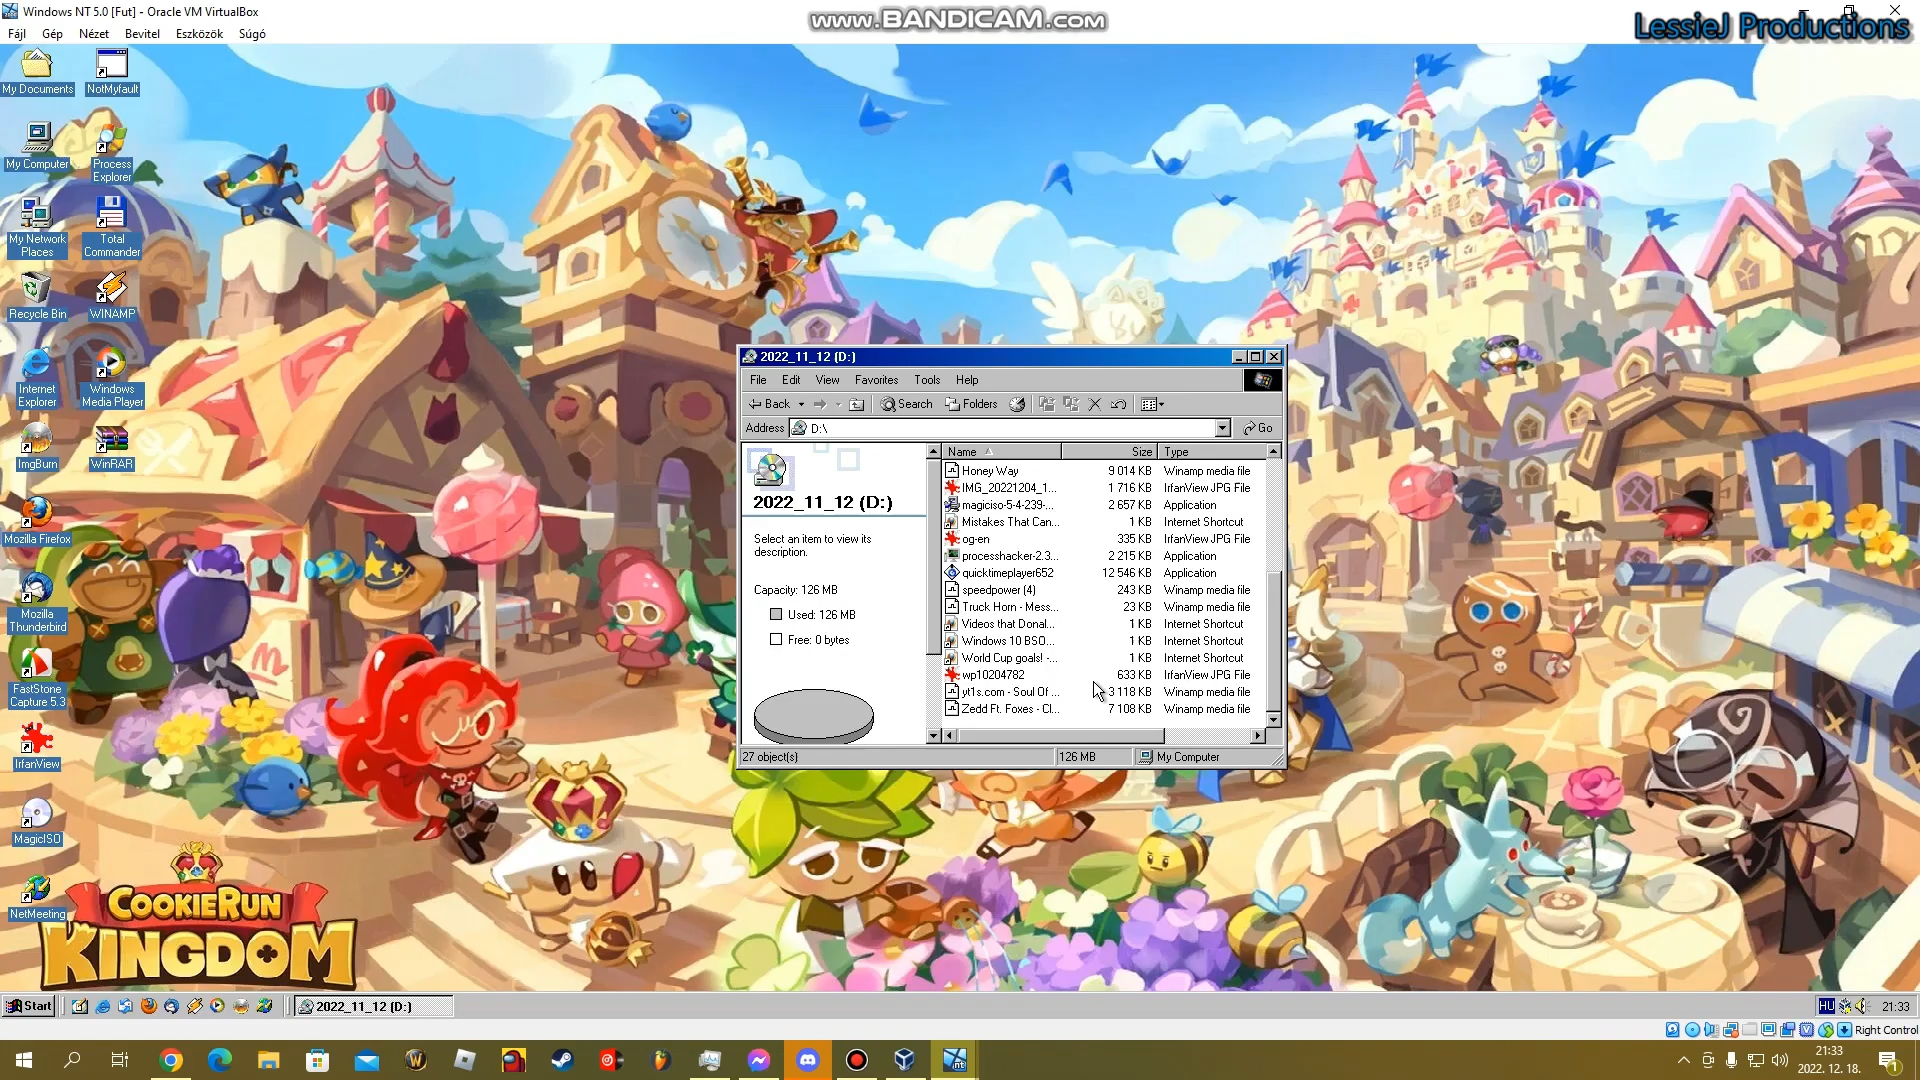 Windows NT 5.0 [Fut] - Oracle VM VirtualBox
www.BANDICAM.com
LessieJ Productions
Fájl Gép Nézet Bevitel Eszközök Súgó
My Documents
NotMyfault
My Computer
Process Explorer
My Network Places
Total Commander
Recycle Bin
WINAMP
Internet Explorer
Windows Media Player
ImgBurn
WinRAR
Mozilla Firefox
Mozilla Thunderbird
FastStone Capture 5.3
IrfanView
MagicISO
NetMeeting
COOKIERUN
KINGDOM
2022_11_12 (D:)
File Edit View Favorites Tools Help
Back Search Folders
Address D:\ Go
2022_11_12 (D:)
Select an item to view its
description.
Capacity: 126 MB
Used: 126 MB
Free: 0 bytes
Name Size Type
Honey Way 9 014 KB Winamp media file
IMG_20221204_1... 1 716 KB IrfanView JPG File
magiciso-5-4-239-... 2 657 KB Application
Mistakes That Can... 1 KB Internet Shortcut
og-en 335 KB IrfanView JPG File
processhacker-2.3... 2 215 KB Application
quicktimeplayer652 12 546 KB Application
speedpower (4) 243 KB Winamp media file
Truck Horn - Mess... 23 KB Winamp media file
Videos that Donal... 1 KB Internet Shortcut
Windows 10 BSO... 1 KB Internet Shortcut
World Cup goals! -... 1 KB Internet Shortcut
wp10204782 633 KB IrfanView JPG File
yt1s.com - Soul Of ... 3 118 KB Winamp media file
Zedd Ft. Foxes - Cl... 7 108 KB Winamp media file
27 object(s) 126 MB My Computer
Start 2022_11_12 (D:) HU 21:33
Right Control
nt
21:33
2022. 12. 18.
1